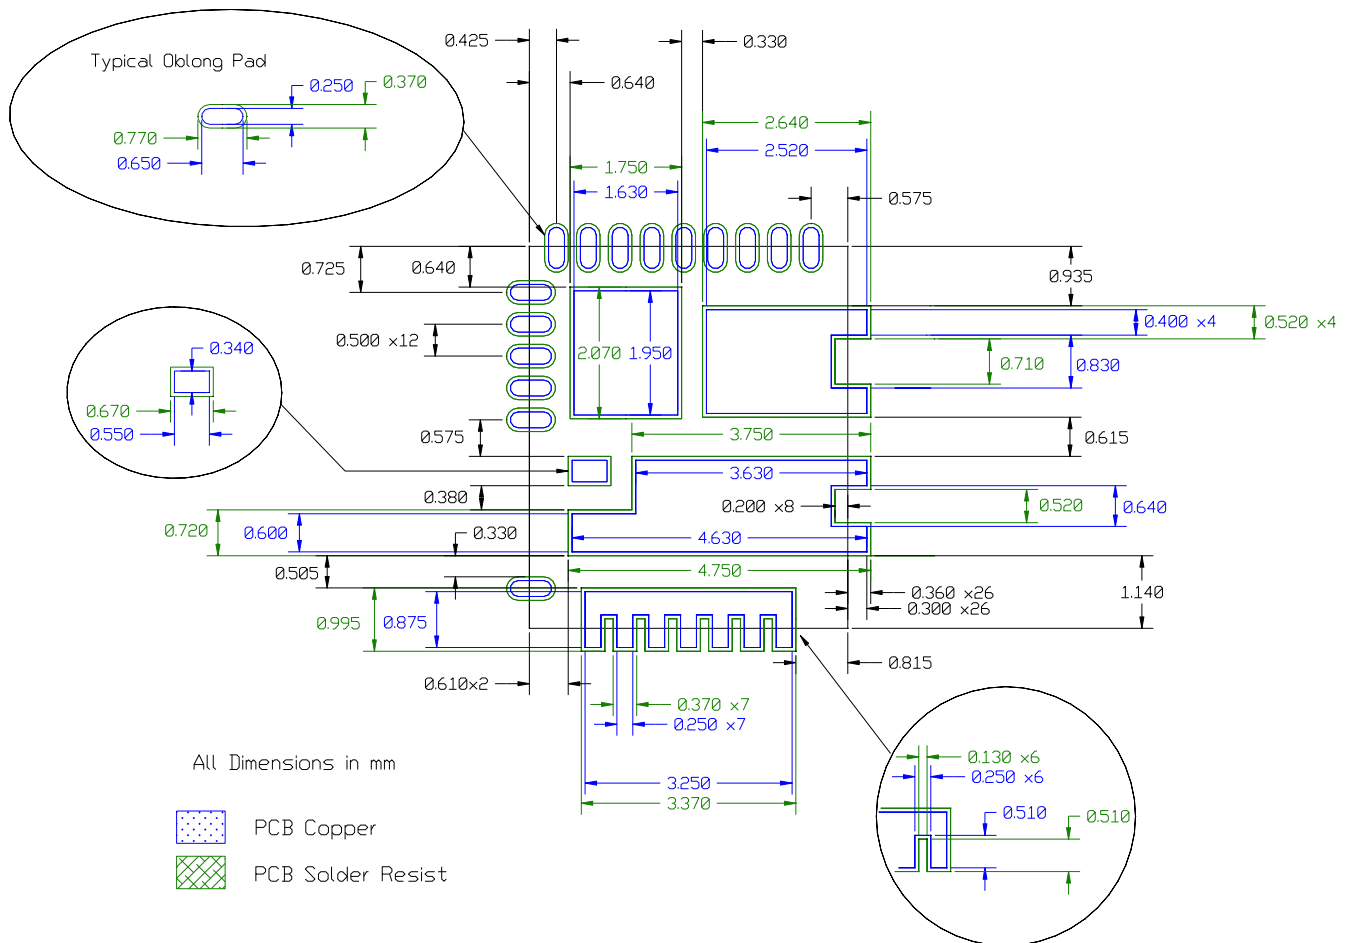 0.425
0.330
Typical Oblong Pad
0.250
0.370
0.640
0.770
0.650
2.640
2.520
1.750
1.630
0.575
0.725
0.640
0.935
0.400 x4
0.520 x4
0.500 x12
0.340
2.070
1.950
0.710
0.830
0.670
0.550
0.575
3.750
0.615
3.630
0.380
0.200 x8
0.520
0.640
0.720
0.600
0.330
4.630
0.505
4.750
0.360 x26
0.300 x26
1.140
0.995
0.875
0.815
0.610x2
0.370 x7
0.250 x7
All Dimensions in mm
0.130 x6
0.250 x6
3.250
3.370
0.510
0.510
PCB Copper
PCB Solder Resist